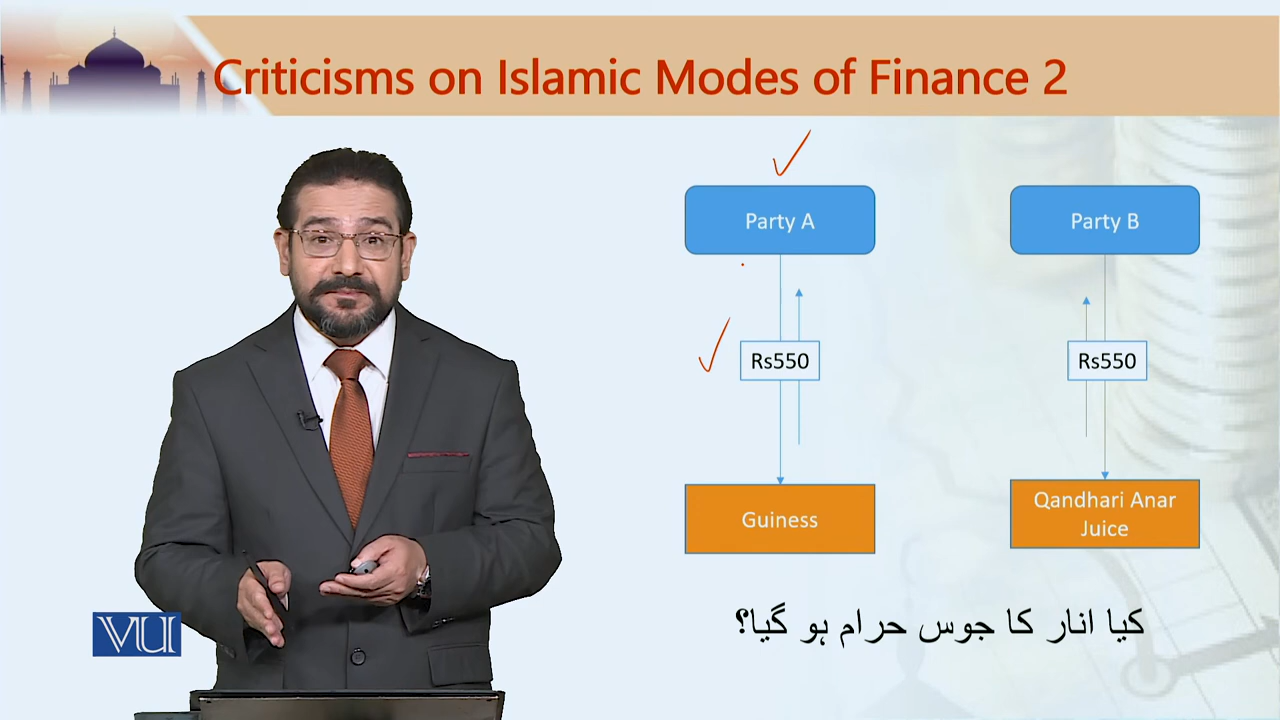 Criticisms on Islamic Modes of Finance 2
Party A
Party B
Rs550
Rs550
Guiness
Qandhari Anar
Juice
کیا انار کا جوس حرام ہو گیا؟
VU